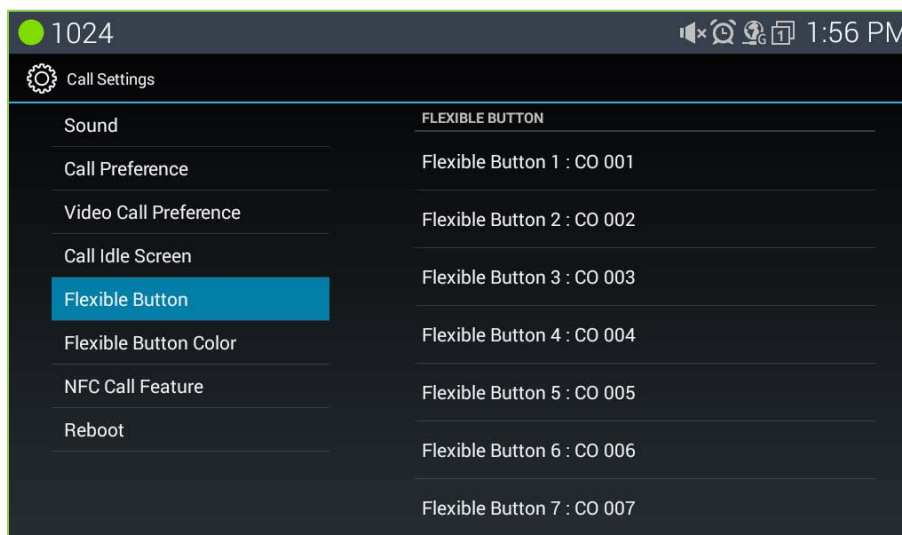 1024
1:56 PM
Call Settings
Sound
Call Preference
Video Call Preference
Call Idle Screen
Flexible Button
Flexible Button Color
NFC Call Feature
Reboot
FLEXIBLE BUTTON
Flexible Button 1 : CO 001
Flexible Button 2 : CO 002
Flexible Button 3 : CO 003
Flexible Button 4 : CO 004
Flexible Button 5 : CO 005
Flexible Button 6 : CO 006
Flexible Button 7 : CO 007